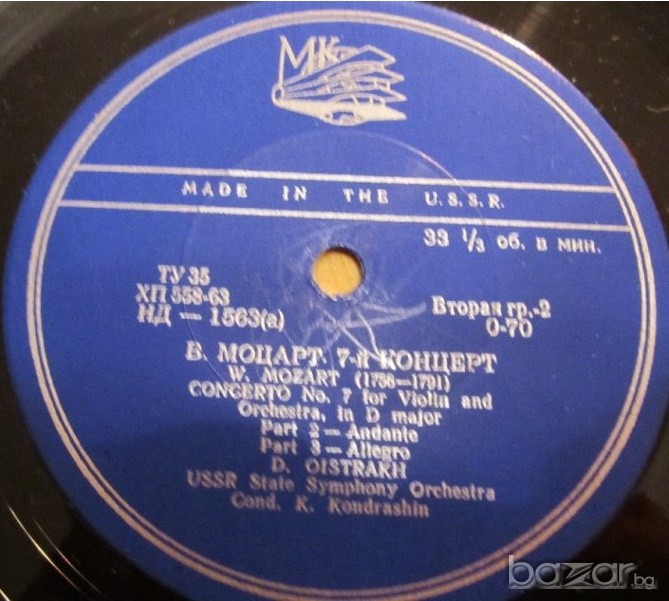 МК
MADE IN THE U.S.S.R.
33 1/3 об. в мин.
ТУ 35
ХП 558-63
НД — 1563(а)
Вторая гр.-2
0-70
В. МОЦАРТ. 7-й КОНЦЕРТ
W. MOZART (1756—1791)
CONCERTO No. 7 for Violin and
Orchestra, in D major
Part 2 — Andante
Part 3 — Allegro
D. OISTRAKH
USSR State Symphony Orchestra
Cond. K. Kondrashin
bazar.bg